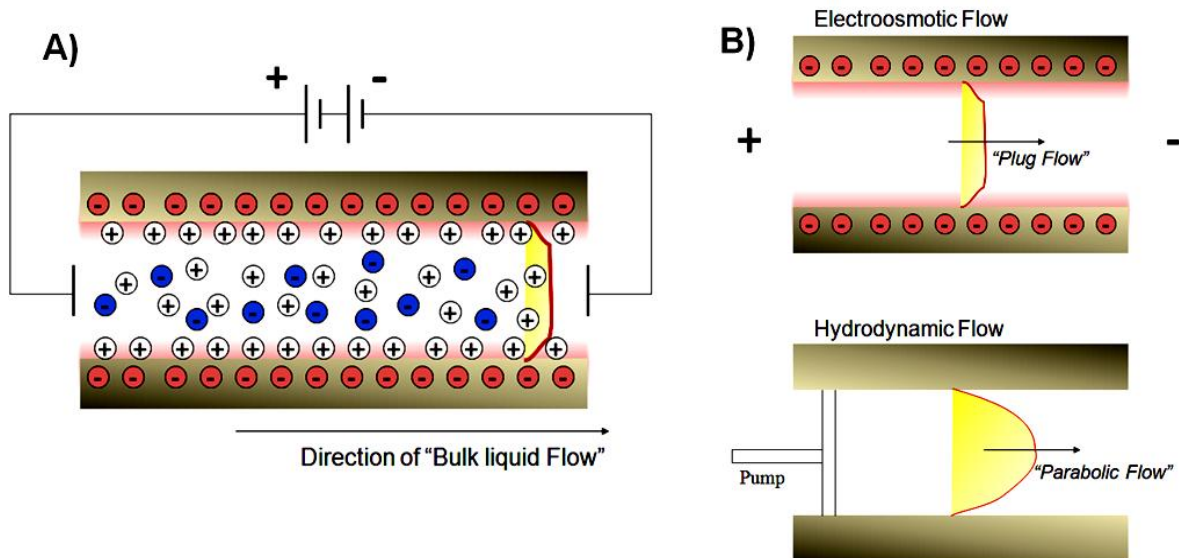 A)
+ -
Direction of “Bulk liquid Flow”
B)
Electroosmotic Flow
+ -
“Plug Flow”
Hydrodynamic Flow
Pump
“Parabolic Flow”